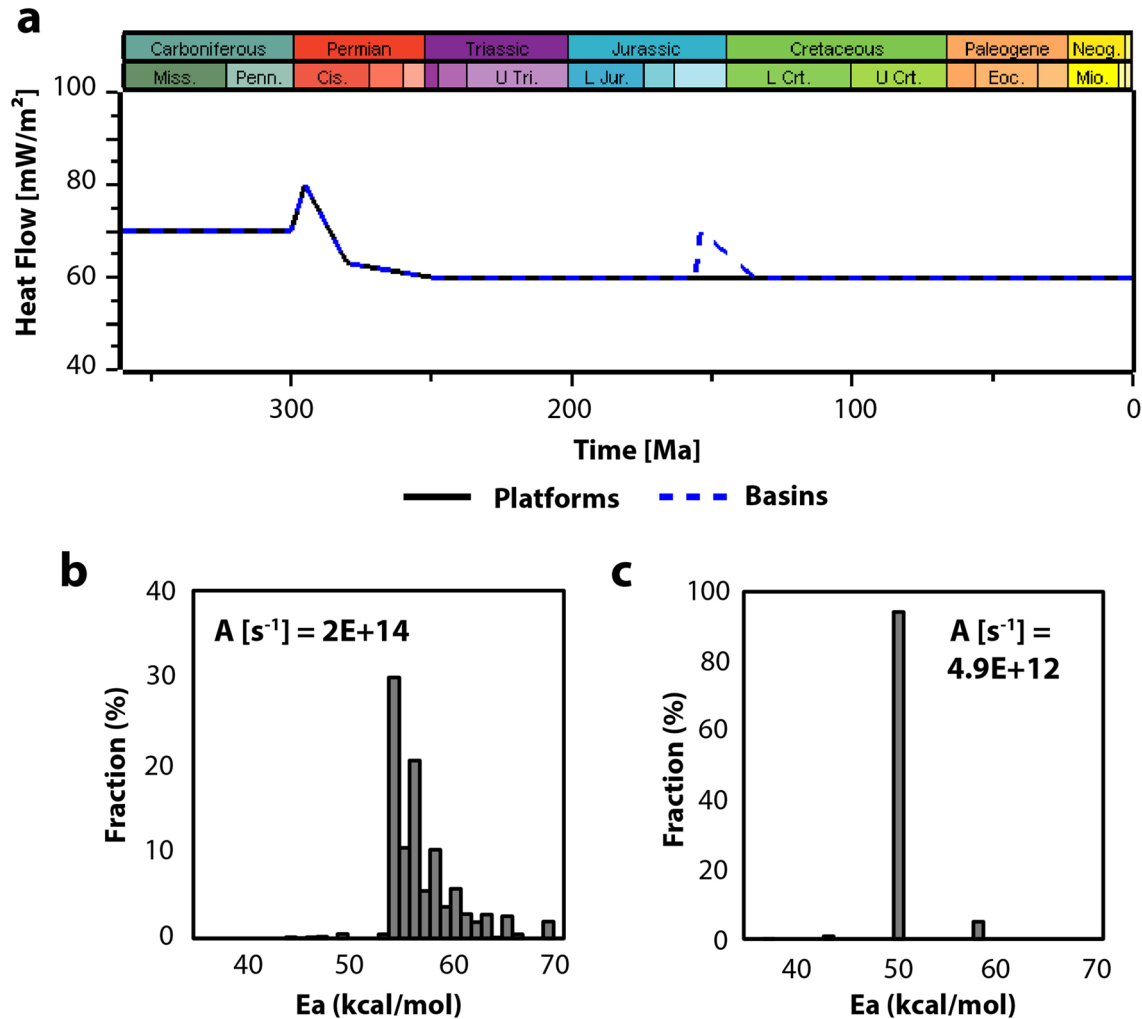 a
Carboniferous Permian Triassic Jurassic Cretaceous Paleogene Neog.
Miss. Penn. Cis. U Tri. L Jur. L Crt. U Crt. Eoc. Mio.
Heat Flow [mW/m²]
100
80
60
40
300 200 100 0
Time [Ma]
Platforms Basins
b
A [s⁻¹] = 2E+14
Fraction (%)
40
30
20
10
0
40 50 60 70
Ea (kcal/mol)
c
A [s⁻¹] =
4.9E+12
Fraction (%)
100
80
60
40
20
0
40 50 60 70
Ea (kcal/mol)